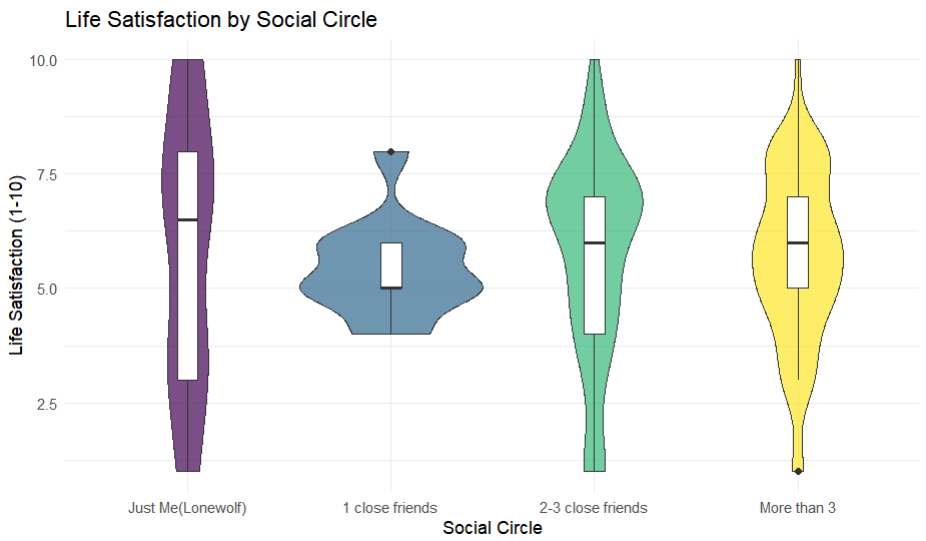 Life Satisfaction by Social Circle
Life Satisfaction (1-10)
10.0
7.5
5.0
2.5
Just Me(Lonewolf) 1 close friends 2-3 close friends More than 3
Social Circle